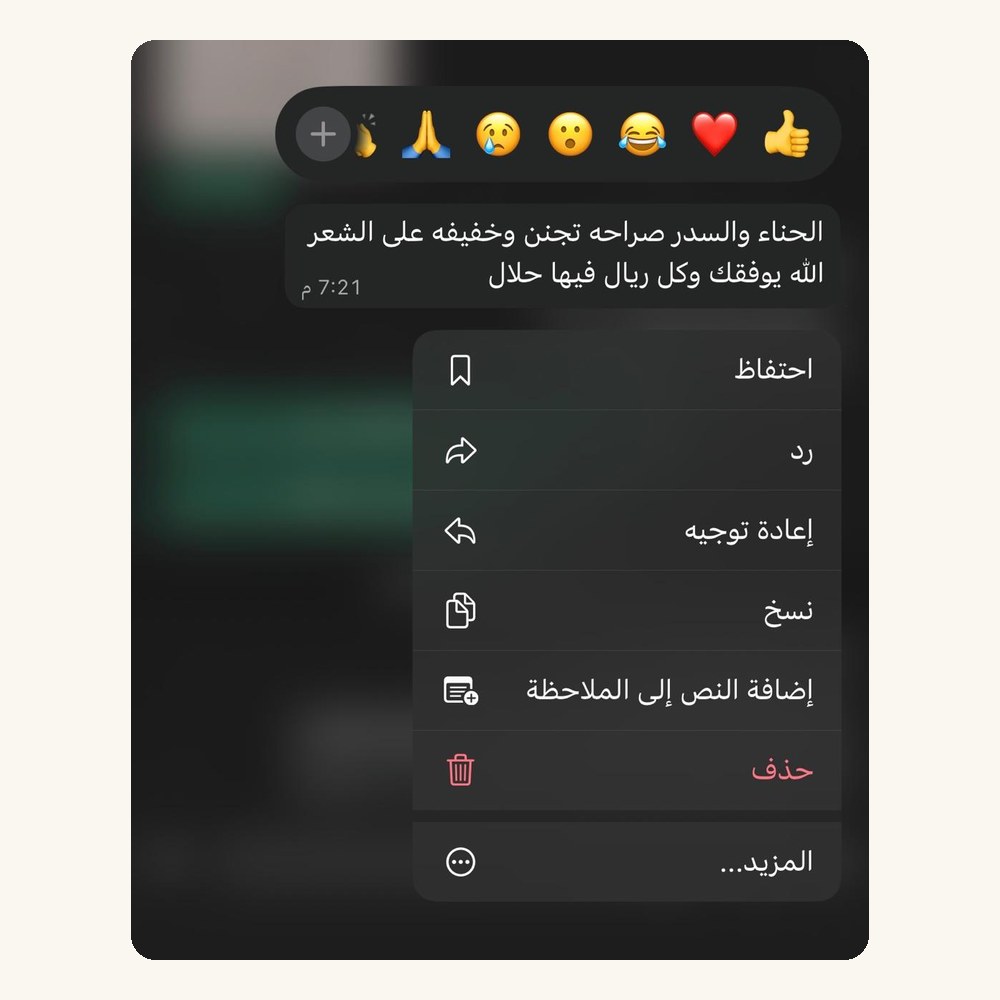 الحناء والسدر صراحه تجنن وخفيفه على الشعر
الله يوفقك وكل ريال فيها حلال
7:21 م
احتفاظ
رد
إعادة توجيه
نسخ
إضافة النص إلى الملاحظة
حذف
المزيد...